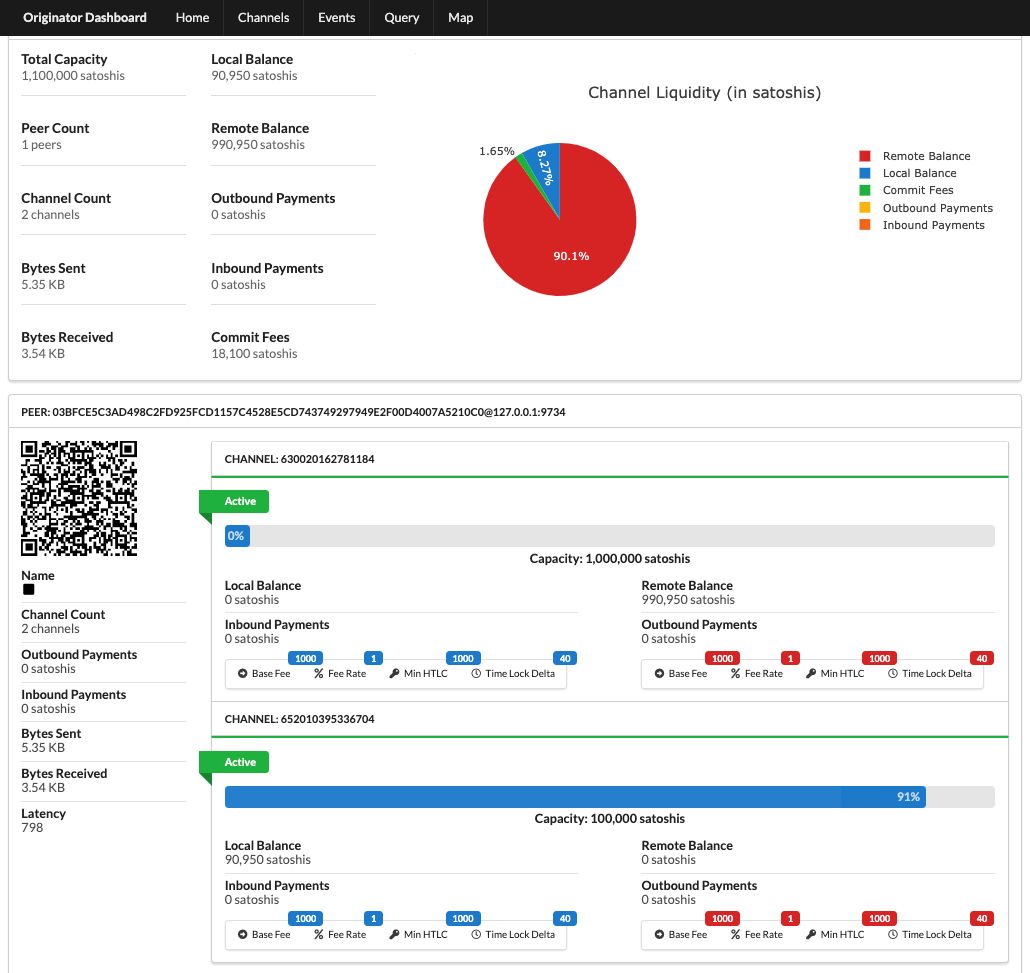 Originator Dashboard Home Channels Events Query Map
Total Capacity
1,100,000 satoshis
Local Balance
90,950 satoshis
Peer Count
1 peers
Remote Balance
990,950 satoshis
Channel Count
2 channels
Outbound Payments
0 satoshis
Bytes Sent
5.35 KB
Inbound Payments
0 satoshis
Bytes Received
3.54 KB
Commit Fees
18,100 satoshis
Channel Liquidity (in satoshis)
1.65%
8.27%
90.1%
Remote Balance
Local Balance
Commit Fees
Outbound Payments
Inbound Payments
PEER: 03BFCE5C3AD498C2FD925FCD1157C4528E5CD743749297949E2F00D4007A5210C0@127.0.0.1:9734
Name
Channel Count
2 channels
Outbound Payments
0 satoshis
Inbound Payments
0 satoshis
Bytes Sent
5.35 KB
Bytes Received
3.54 KB
Latency
798
CHANNEL: 630020162781184
Active
0%
Capacity: 1,000,000 satoshis
Local Balance
0 satoshis
Remote Balance
990,950 satoshis
Inbound Payments
0 satoshis
Outbound Payments
0 satoshis
1000 1 1000 40
Base Fee Fee Rate Min HTLC Time Lock Delta
1000 1 1000 40
Base Fee Fee Rate Min HTLC Time Lock Delta
CHANNEL: 652010395336704
Active
91%
Capacity: 100,000 satoshis
Local Balance
90,950 satoshis
Remote Balance
0 satoshis
Inbound Payments
0 satoshis
Outbound Payments
0 satoshis
1000 1 1000 40
Base Fee Fee Rate Min HTLC Time Lock Delta
1000 1 1000 40
Base Fee Fee Rate Min HTLC Time Lock Delta